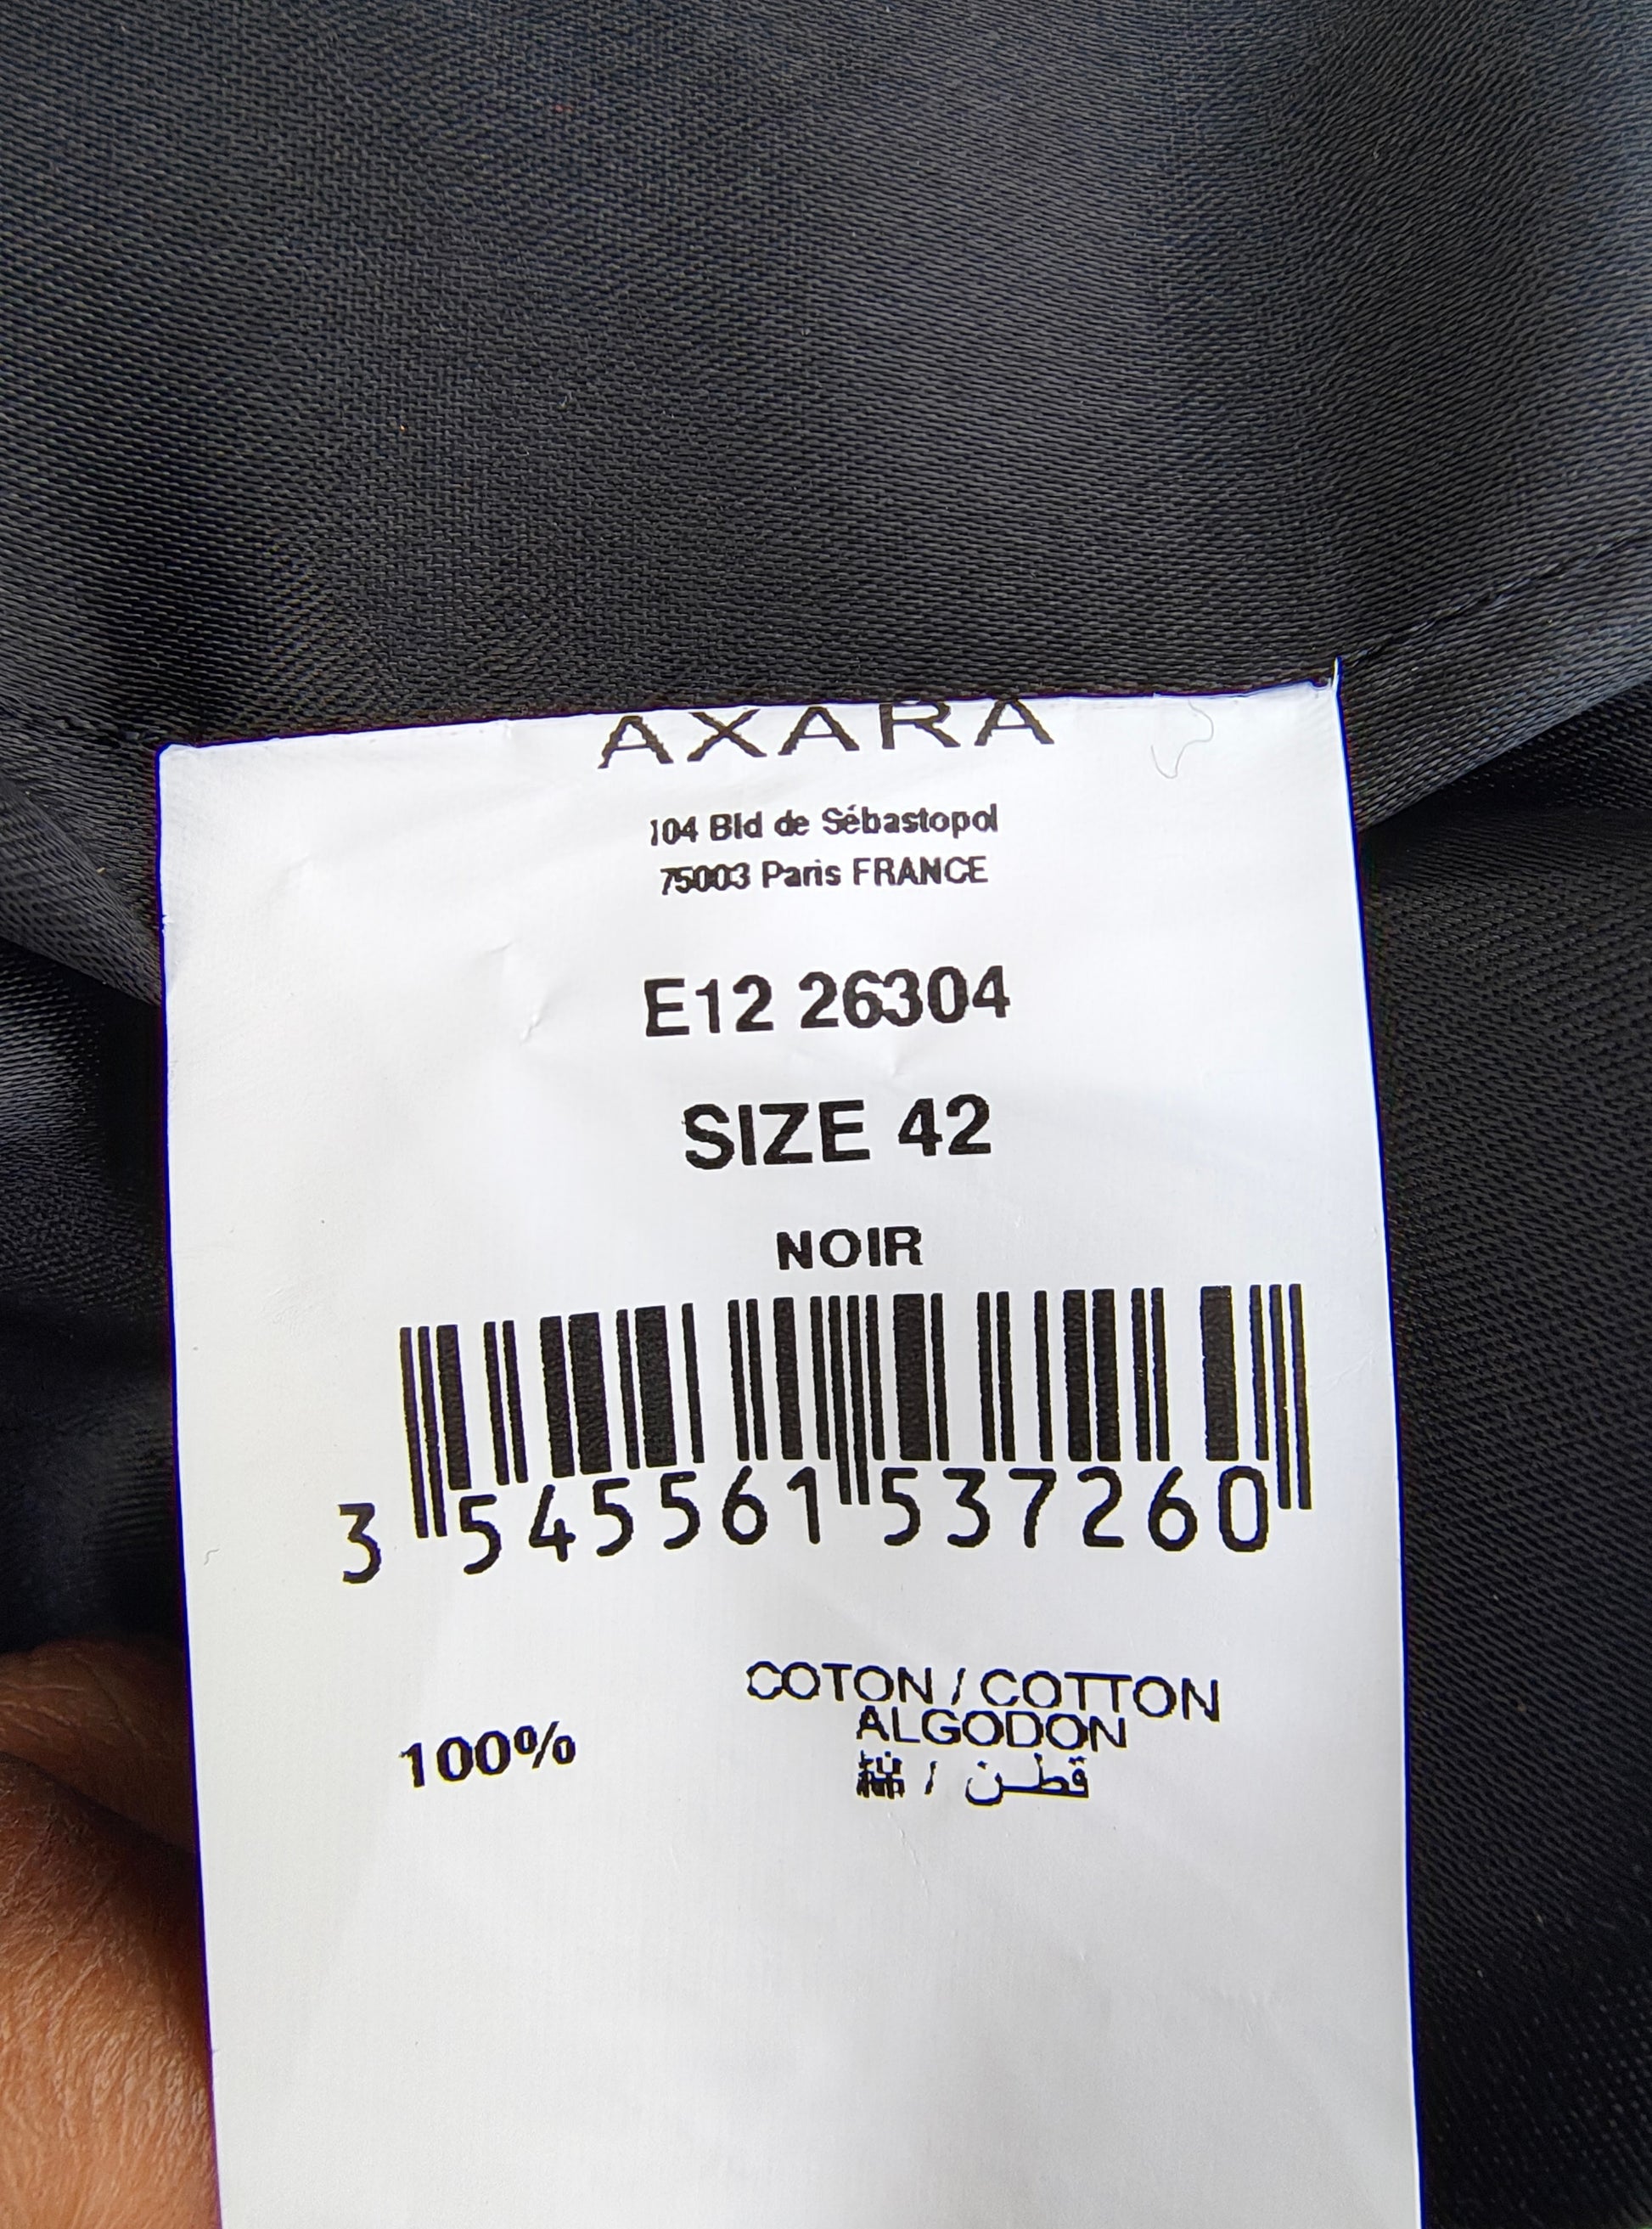 AXARA
104 Bld de Sébastopol
75003 Paris FRANCE
E12 26304
SIZE 42
NOIR
3 545561 537260
COTON / COTTON
100% ALGODON
棉 / قطن